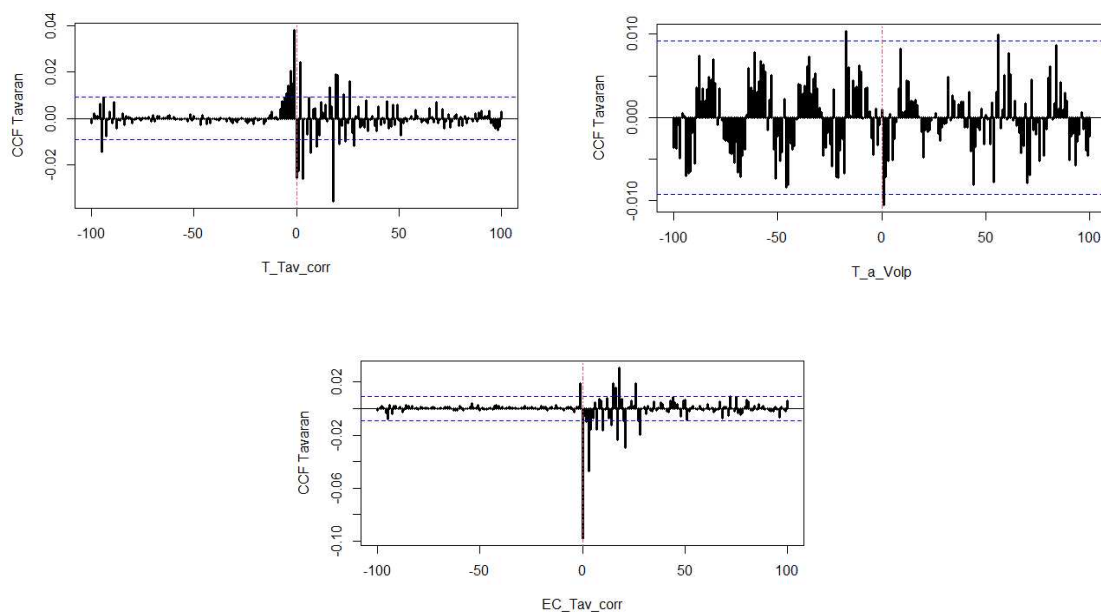 0.04
0.02
0.00
-0.02
CCF Tavaran
-100 -50 0 50 100
T_Tav_corr
0.010
0.000
-0.010
CCF Tavaran
-100 -50 0 50 100
T_a_Volp
0.02
-0.02
-0.06
-0.10
CCF Tavaran
-100 -50 0 50 100
EC_Tav_corr